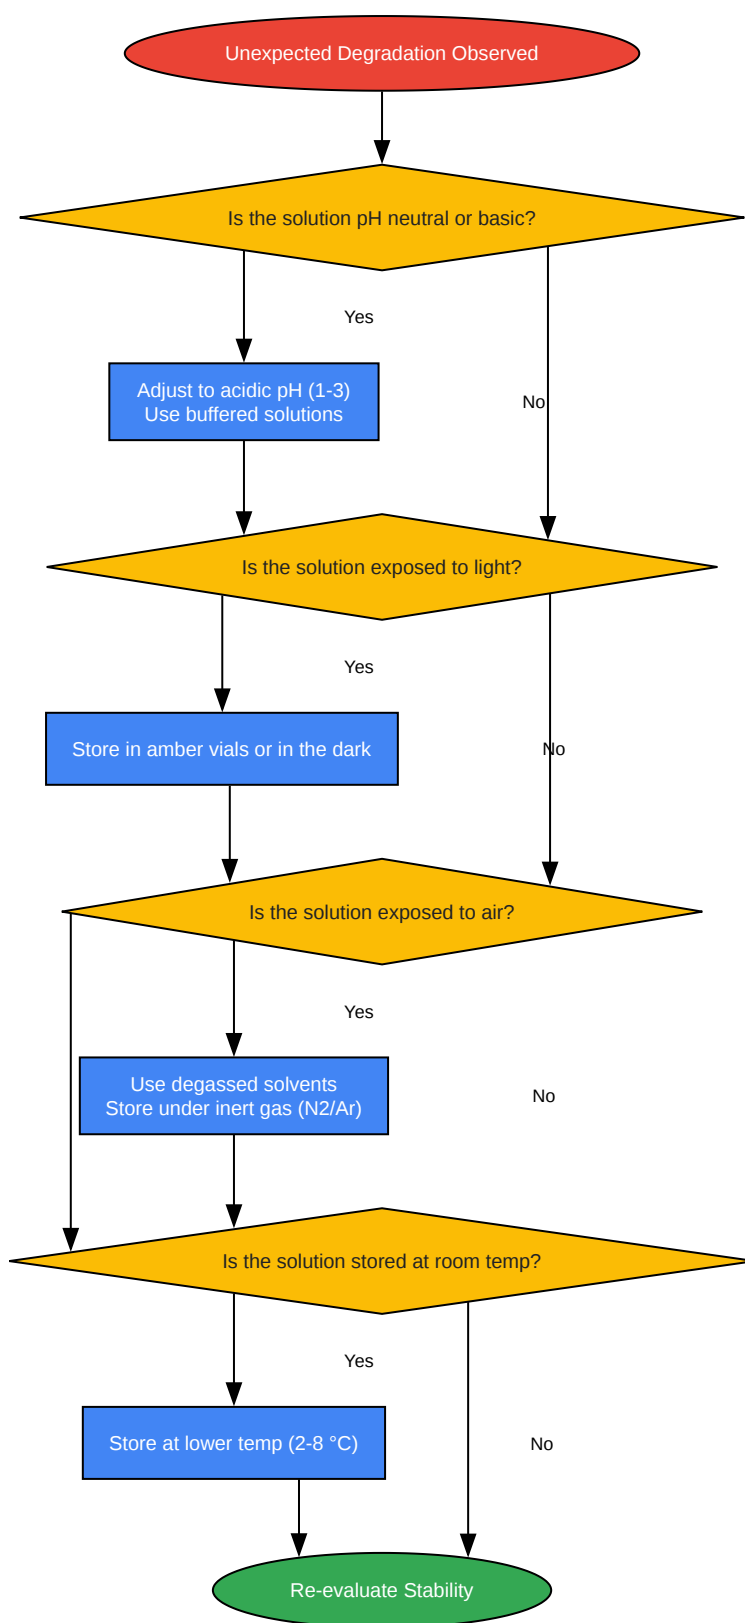 Unexpected Degradation Observed
Is the solution pH neutral or basic?
Yes
Adjust to acidic pH (1-3)
Use buffered solutions
No
Is the solution exposed to light?
Yes
Store in amber vials or in the dark
No
Is the solution exposed to air?
Yes
Use degassed solvents
Store under inert gas (N2/Ar)
No
Is the solution stored at room temp?
Yes
Store at lower temp (2-8 °C)
No
Re-evaluate Stability